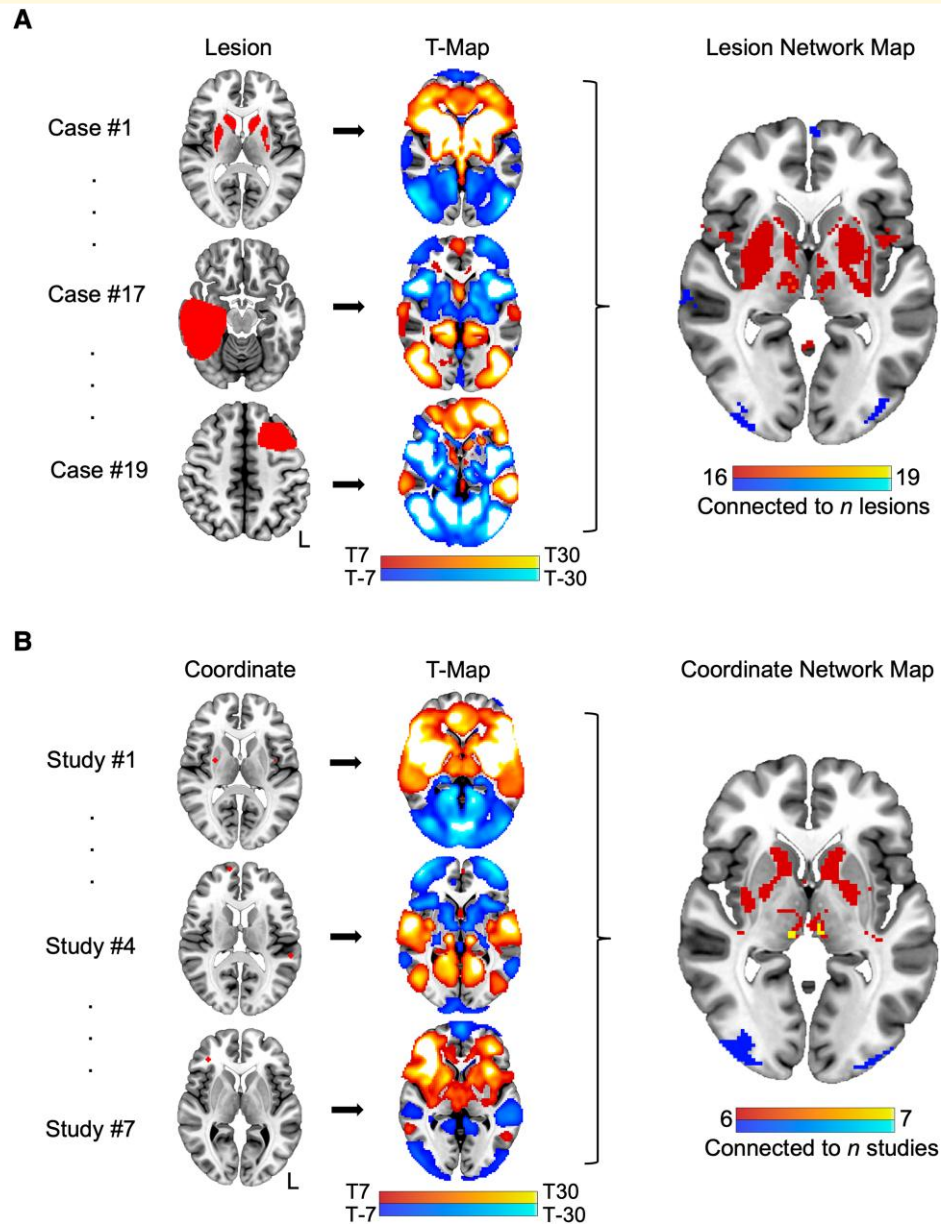 A
Lesion T-Map Lesion Network Map
Case #1
.
.
.
Case #17
.
.
.
Case #19
L
T7 T30
T-7 T-30
16 19
Connected to n lesions
B
Coordinate T-Map Coordinate Network Map
Study #1
.
.
.
Study #4
.
.
.
Study #7
L
T7 T30
T-7 T-30
6 7
Connected to n studies